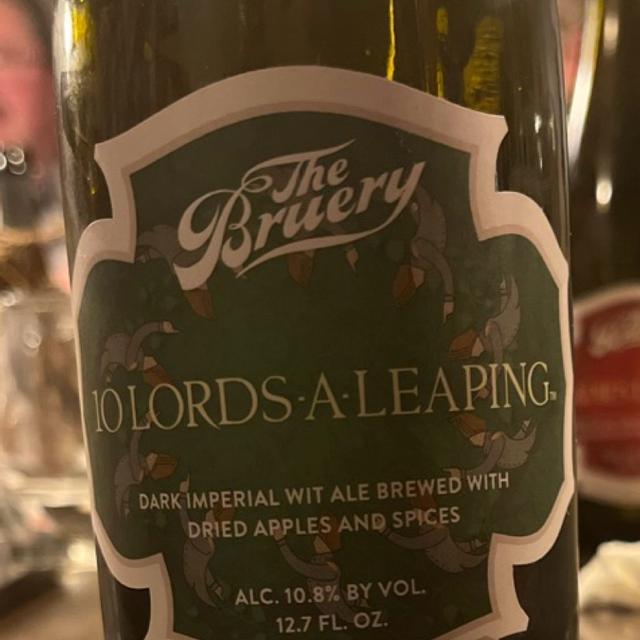 The
Bruery
10 LORDS·A·LEAPING™
DARK IMPERIAL WIT ALE BREWED WITH
DRIED APPLES AND SPICES
ALC. 10.8% BY VOL.
12.7 FL. OZ.